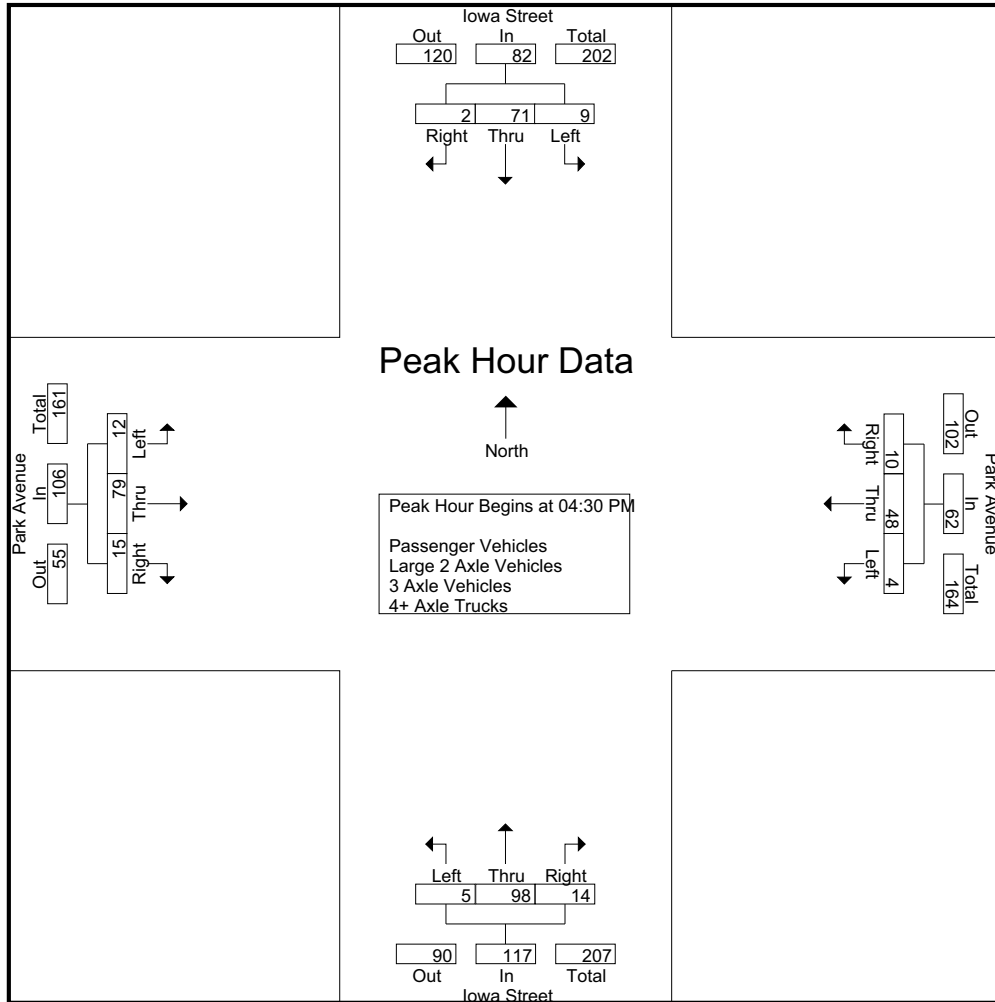 Iowa Street
Out In Total
120 82 202
2 71 9
Right Thru Left
Peak Hour Data
North
Peak Hour Begins at 04:30 PM
Passenger Vehicles
Large 2 Axle Vehicles
3 Axle Vehicles
4+ Axle Trucks
Park Avenue
Out In Total
55 106 161
12 79 15
Left Thru Right
Park Avenue
Out In Total
102 62 164
10 48 4
Right Thru Left
Left Thru Right
5 98 14
90 117 207
Out In Total
Iowa Street